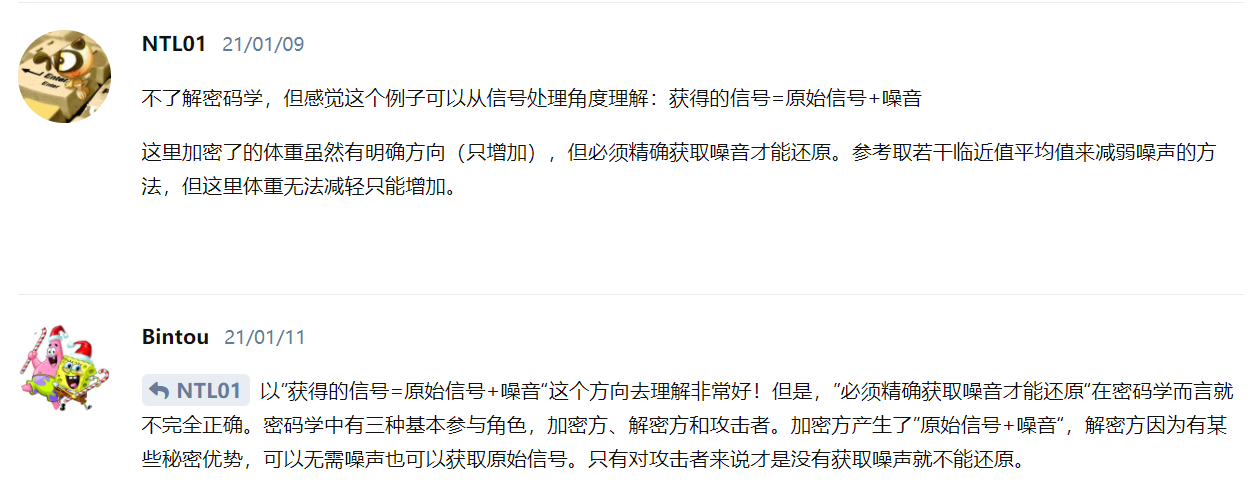 NTL01 21/01/09
不了解密码学，但感觉这个例子可以从信号处理角度理解：获得的信号=原始信号+噪音
这里加密了的体重虽然有明确方向（只增加），但必须精确获取噪音才能还原。参考取若干临近值平均值来减弱噪声的方
法，但这里体重无法减轻只能增加。
Bintou 21/01/11
NTL01 以"获得的信号=原始信号+噪音"这个方向去理解非常好！但是，"必须精确获取噪音才能还原"在密码学而言就
不完全正确。密码学中有三种基本参与角色，加密方、解密方和攻击者。加密方产生了"原始信号+噪音"，解密方因为有某
些秘密优势，可以无需噪声也可以获取原始信号。只有对攻击者来说才是没有获取噪声就不能还原。
Enter
Enter